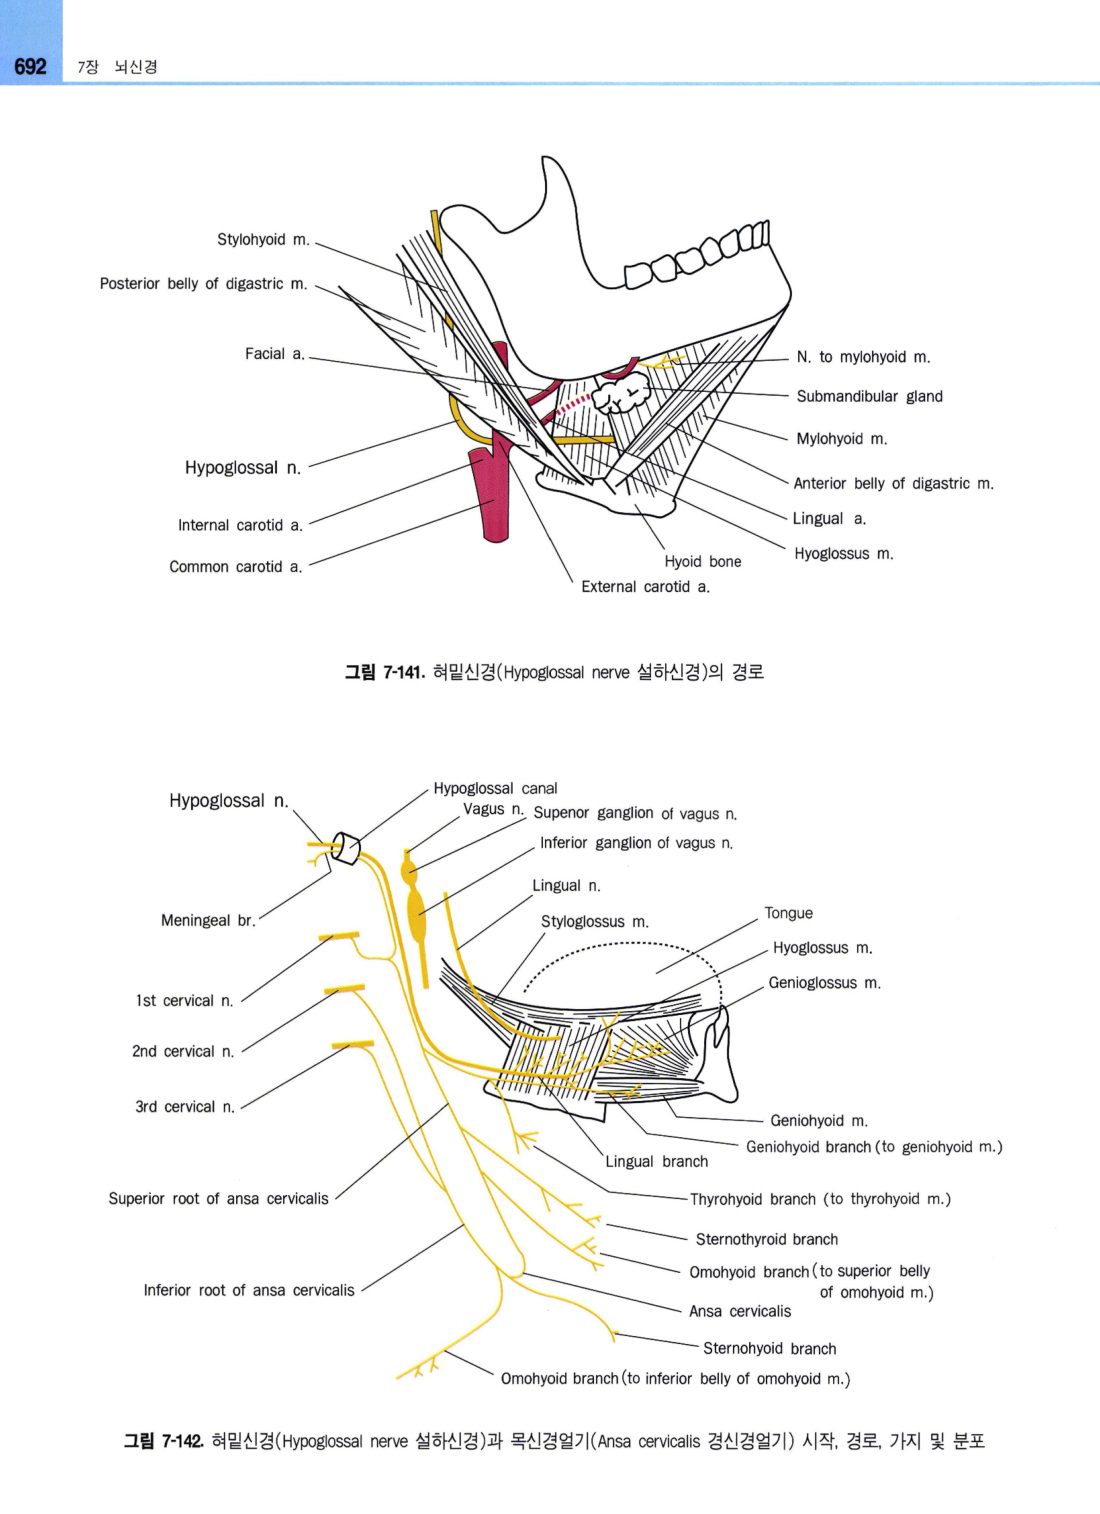 692 7장 뇌신경
Stylohyoid m.
Posterior belly of digastric m.
Facial a.
Hypoglossal n.
Internal carotid a.
Common carotid a.
N. to mylohyoid m.
Submandibular gland
Mylohyoid m.
Anterior belly of digastric m.
Lingual a.
Hyoglossus m.
Hyoid bone
External carotid a.
그림 7-141. 혀밑신경(Hypoglossal nerve 설하신경)의 경로
Hypoglossal n.
Hypoglossal canal
Vagus n.
Supenor ganglion of vagus n.
Inferior ganglion of vagus n.
Lingual n.
Styloglossus m.
Tongue
Hyoglossus m.
Genioglossus m.
Meningeal br.
1st cervical n.
2nd cervical n.
3rd cervical n.
Superior root of ansa cervicalis
Inferior root of ansa cervicalis
Geniohyoid m.
Geniohyoid branch (to geniohyoid m.)
Lingual branch
Thyrohyoid branch (to thyrohyoid m.)
Sternothyroid branch
Omohyoid branch (to superior belly
of omohyoid m.)
Ansa cervicalis
Sternohyoid branch
Omohyoid branch (to inferior belly of omohyoid m.)
그림 7-142. 혀밑신경(Hypoglossal nerve 설하신경)과 목신경얼기(Ansa cervicalis 경신경얼기) 시작, 경로, 가지 및 분포